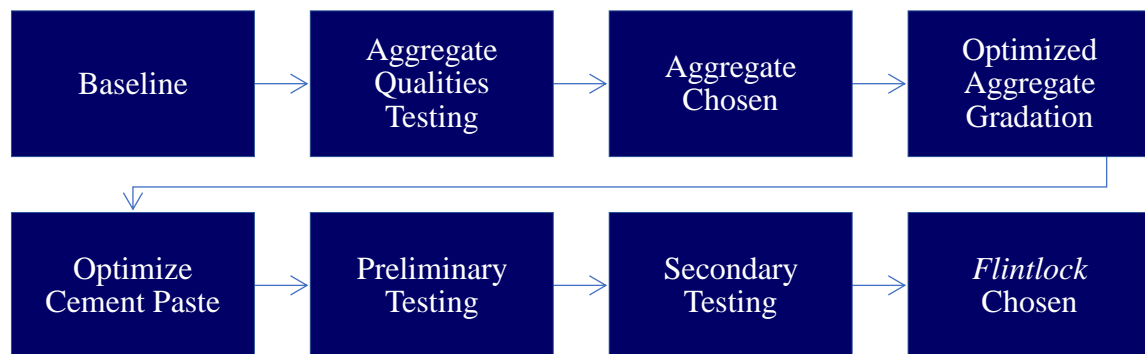 Baseline
Aggregate
Qualities
Testing
Aggregate
Chosen
Optimized
Aggregate
Gradation
Optimize
Cement Paste
Preliminary
Testing
Secondary
Testing
Flintlock
Chosen